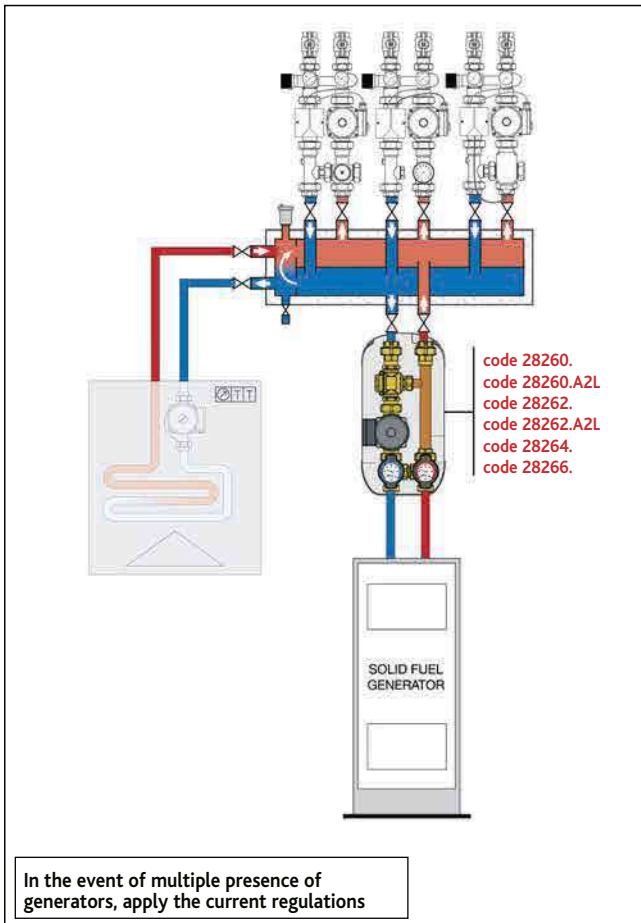 code 28260.
code 28260.A2L
code 28262.
code 28262.A2L
code 28264.
code 28266.
T T
SOLID FUEL
GENERATOR
In the event of multiple presence of
generators, apply the current regulations